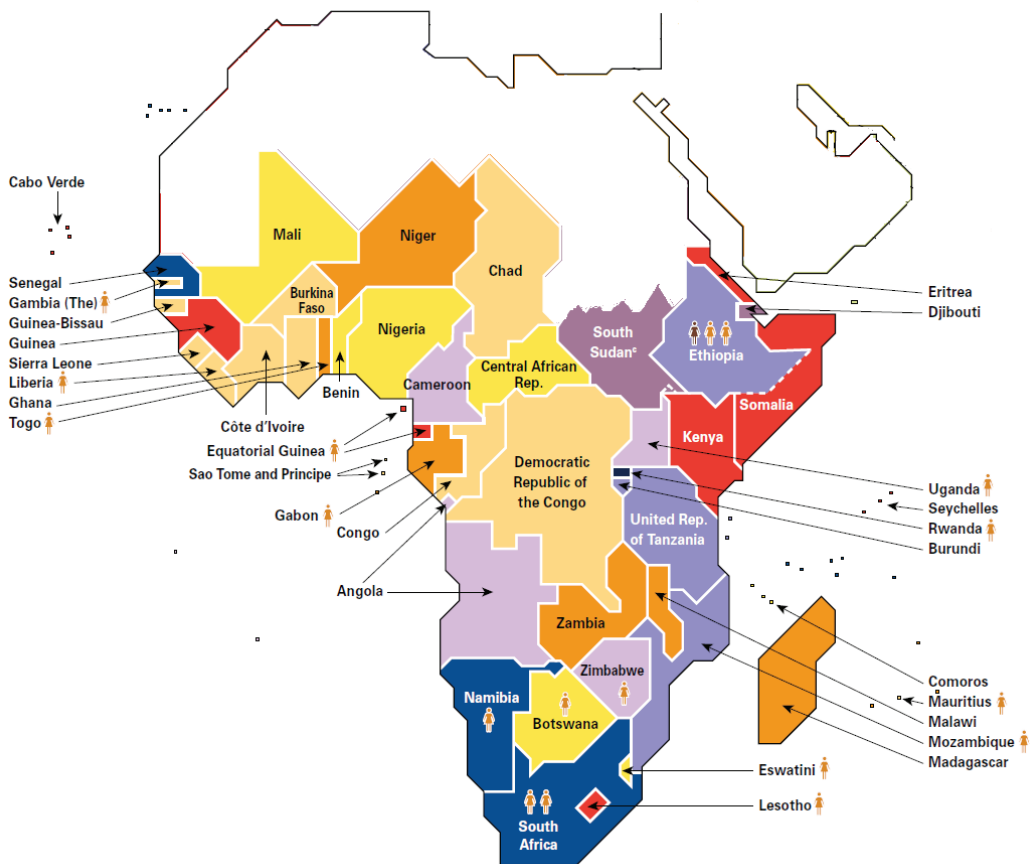 Cabo Verde
Mali
Niger
Chad
Senegal
Gambia (The)
Guinea-Bissau
Guinea
Sierra Leone
Liberia
Ghana
Togo
Burkina
Faso
Nigeria
Benin
Côte d'Ivoire
Cameroon
Central African
Rep.
South
Sudanᶜ
Ethiopia
Eritrea
Djibouti
Somalia
Kenya
Equatorial Guinea
Sao Tome and Principe
Gabon
Congo
Angola
Democratic
Republic of
the Congo
United Rep.
of Tanzania
Uganda
Seychelles
Rwanda
Burundi
Zambia
Zimbabwe
Namibia
Botswana
Comoros
Mauritius
Malawi
Mozambique
Madagascar
Eswatini
Lesotho
South
Africa